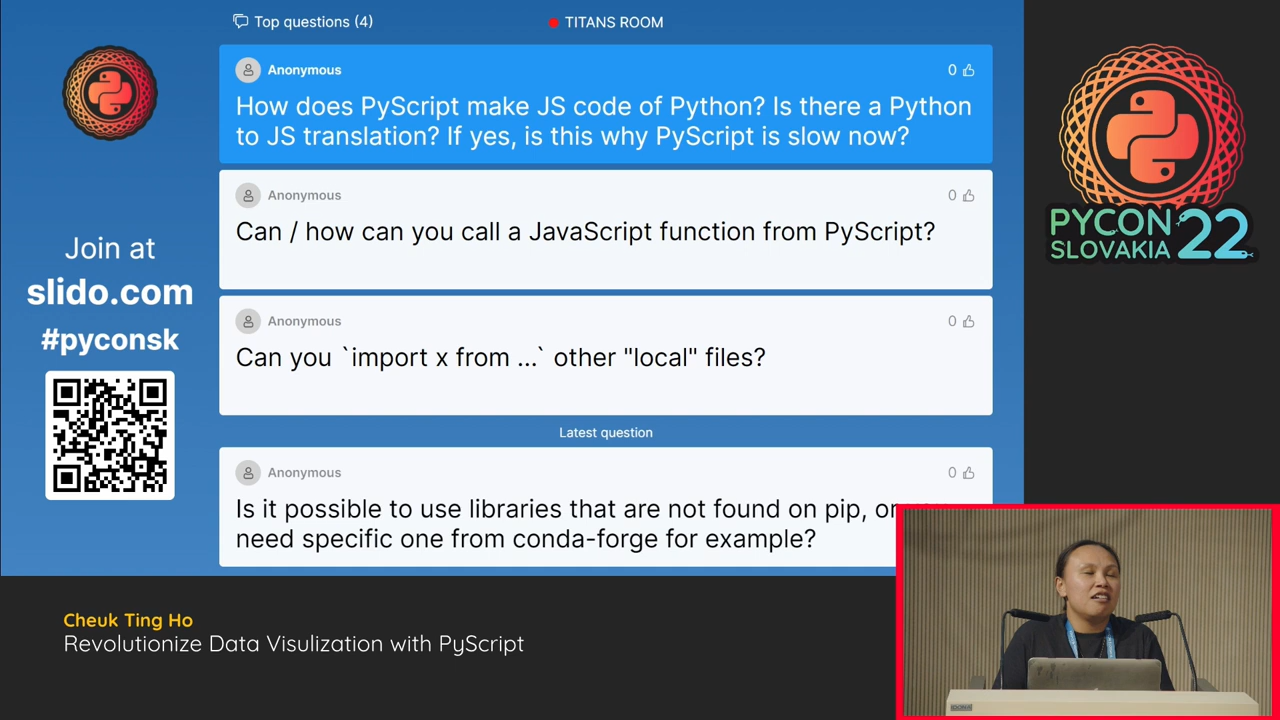 Top questions (4)
TITANS ROOM
Anonymous
0
How does PyScript make JS code of Python? Is there a Python
to JS translation? If yes, is this why PyScript is slow now?
Anonymous
0
Can / how can you call a JavaScript function from PyScript?
Anonymous
0
Can you `import x from ...` other "local" files?
Latest question
Anonymous
0
Is it possible to use libraries that are not found on pip, or
need specific one from conda-forge for example?
Join at
slido.com
#pyconsk
PYCON
SLOVAKIA 22
Cheuk Ting Ho
Revolutionize Data Visulization with PyScript